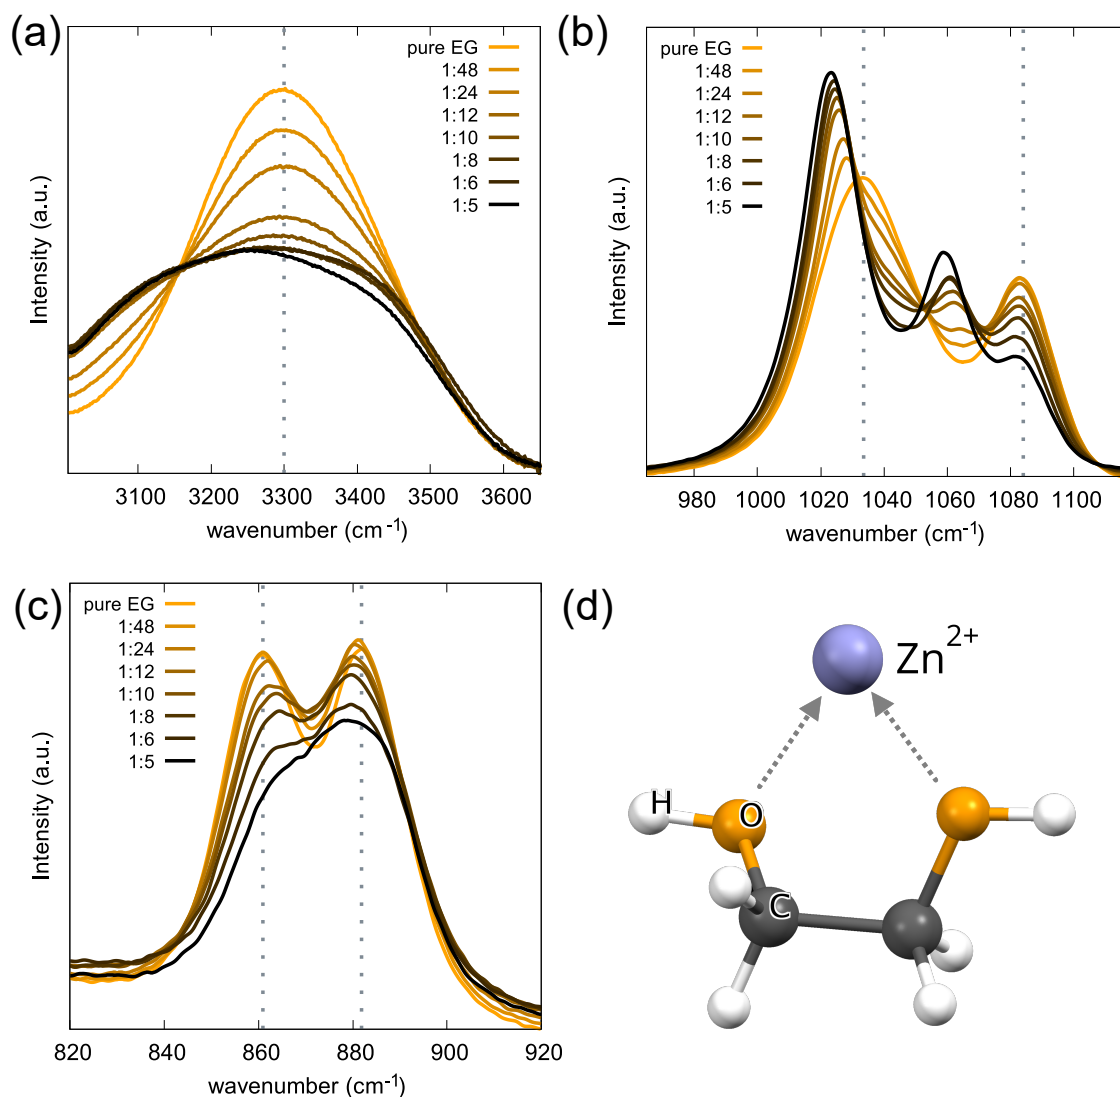 (a)
pure EG
1:48
1:24
1:12
1:10
1:8
1:6
1:5
Intensity (a.u.)
3100 3200 3300 3400 3500 3600
wavenumber (cm⁻¹)
(b)
pure EG
1:48
1:24
1:12
1:10
1:8
1:6
1:5
Intensity (a.u.)
980 1000 1020 1040 1060 1080 1100
wavenumber (cm⁻¹)
(c)
pure EG
1:48
1:24
1:12
1:10
1:8
1:6
1:5
Intensity (a.u.)
820 840 860 880 900 920
wavenumber (cm⁻¹)
(d)
Zn²⁺
H
O
C